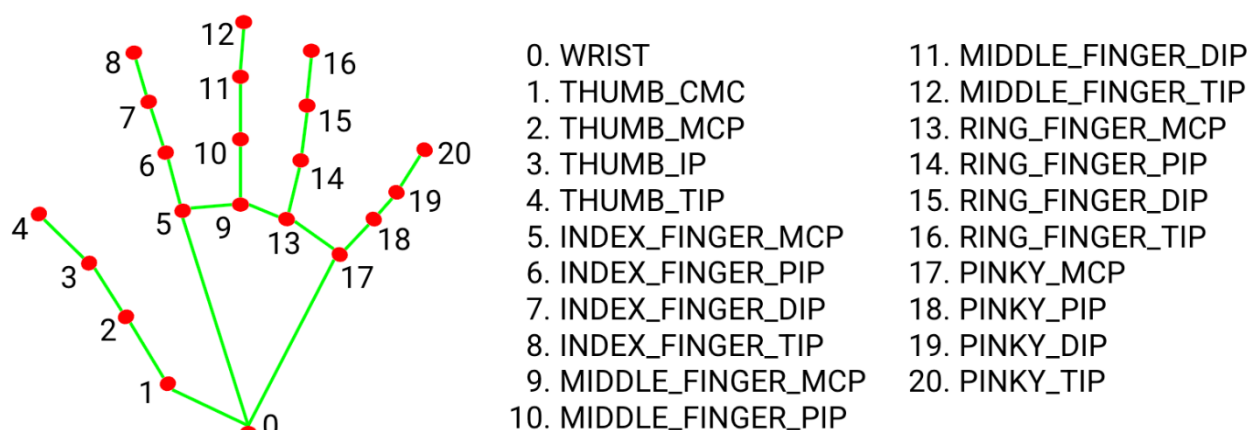 12
8
16
11
7
15
10
6
14
20
4
5
9
13
19
18
3
17
2
1
0
0. WRIST
1. THUMB_CMC
2. THUMB_MCP
3. THUMB_IP
4. THUMB_TIP
5. INDEX_FINGER_MCP
6. INDEX_FINGER_PIP
7. INDEX_FINGER_DIP
8. INDEX_FINGER_TIP
9. MIDDLE_FINGER_MCP
10. MIDDLE_FINGER_PIP
11. MIDDLE_FINGER_DIP
12. MIDDLE_FINGER_TIP
13. RING_FINGER_MCP
14. RING_FINGER_PIP
15. RING_FINGER_DIP
16. RING_FINGER_TIP
17. PINKY_MCP
18. PINKY_PIP
19. PINKY_DIP
20. PINKY_TIP